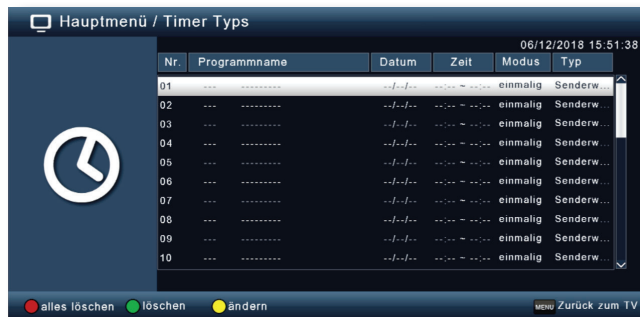 Hauptmenü / Timer Typs
06/12/2018 15:51:38
Nr. Programmname Datum Zeit Modus Typ
01 --- --------- --/--/-- --:-- ~ --:-- einmalig Senderw...
02 --- --------- --/--/-- --:-- ~ --:-- einmalig Senderw...
03 --- --------- --/--/-- --:-- ~ --:-- einmalig Senderw...
04 --- --------- --/--/-- --:-- ~ --:-- einmalig Senderw...
05 --- --------- --/--/-- --:-- ~ --:-- einmalig Senderw...
06 --- --------- --/--/-- --:-- ~ --:-- einmalig Senderw...
07 --- --------- --/--/-- --:-- ~ --:-- einmalig Senderw...
08 --- --------- --/--/-- --:-- ~ --:-- einmalig Senderw...
09 --- --------- --/--/-- --:-- ~ --:-- einmalig Senderw...
10 --- --------- --/--/-- --:-- ~ --:-- einmalig Senderw...
alles löschen löschen ändern MENU Zurück zum TV